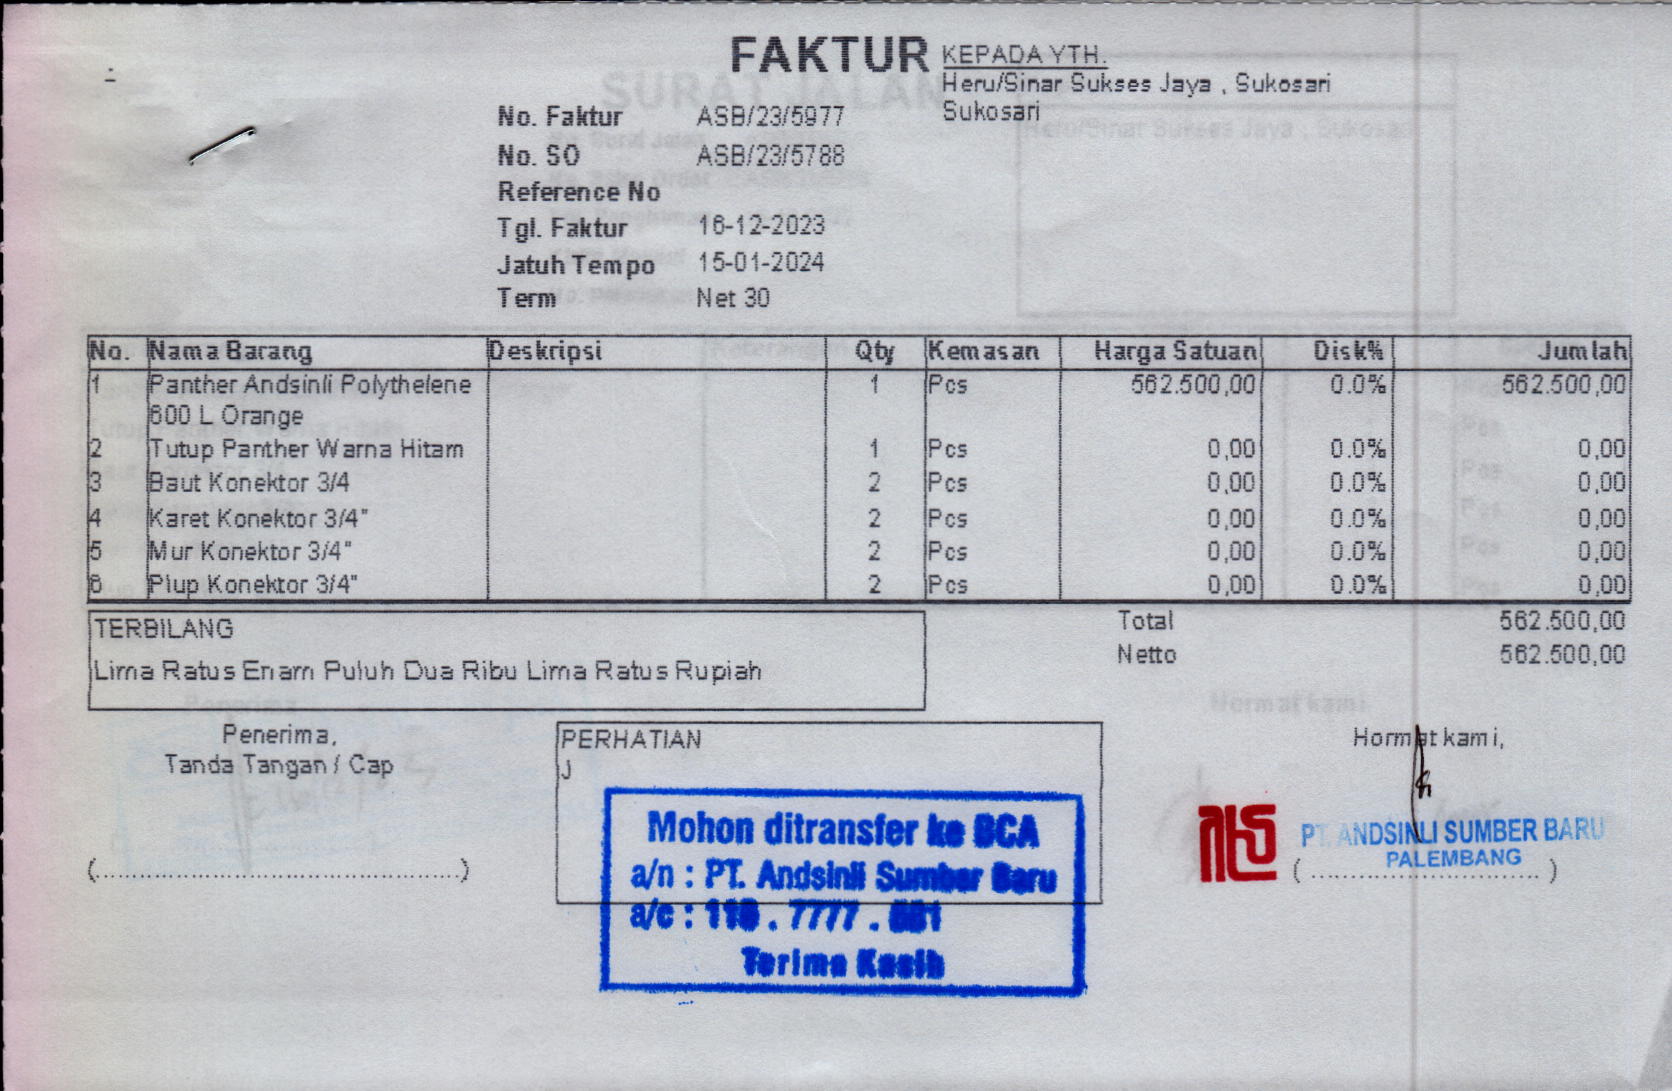 FAKTUR
KEPADA YTH.
Heru/Sinar Sukses Jaya , Sukosari
Sukosari
No. Faktur ASB/23/5977
No. SO ASB/23/5788
Reference No
Tgl. Faktur 16-12-2023
Jatuh Tempo 15-01-2024
Term Net 30
No. Nama Barang Deskripsi Qty Kemasan Harga Satuan Disk% Jumlah
1 Panther Andsinli Polythelene 1 Pcs 562.500,00 0.0% 562.500,00
600 L Orange
2 Tutup Panther Warna Hitam 1 Pcs 0,00 0.0% 0,00
3 Baut Konektor 3/4 2 Pcs 0,00 0.0% 0,00
4 Karet Konektor 3/4" 2 Pcs 0,00 0.0% 0,00
5 Mur Konektor 3/4" 2 Pcs 0,00 0.0% 0,00
6 Plup Konektor 3/4" 2 Pcs 0,00 0.0% 0,00
Total 562.500,00
Netto 562.500,00
TERBILANG
Lima Ratus Enam Puluh Dua Ribu Lima Ratus Rupiah
Penerima,
Tanda Tangan / Cap
(....................................................)
PERHATIAN
J
Mohon ditransfer ke BCA
a/n : PT. Andsinli Sumber Baru
a/c : . 7777 .
Terima Kasih
Hormat kami,
PT. ANDSINLI SUMBER BARU
PALEMBANG
( ................................ )